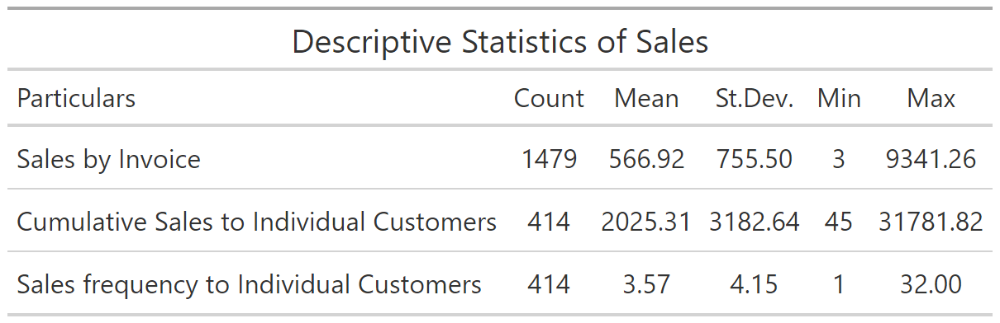 Descriptive Statistics of Sales
Particulars Count Mean St.Dev. Min Max
Sales by Invoice 1479 566.92 755.50 3 9341.26
Cumulative Sales to Individual Customers 414 2025.31 3182.64 45 31781.82
Sales frequency to Individual Customers 414 3.57 4.15 1 32.00